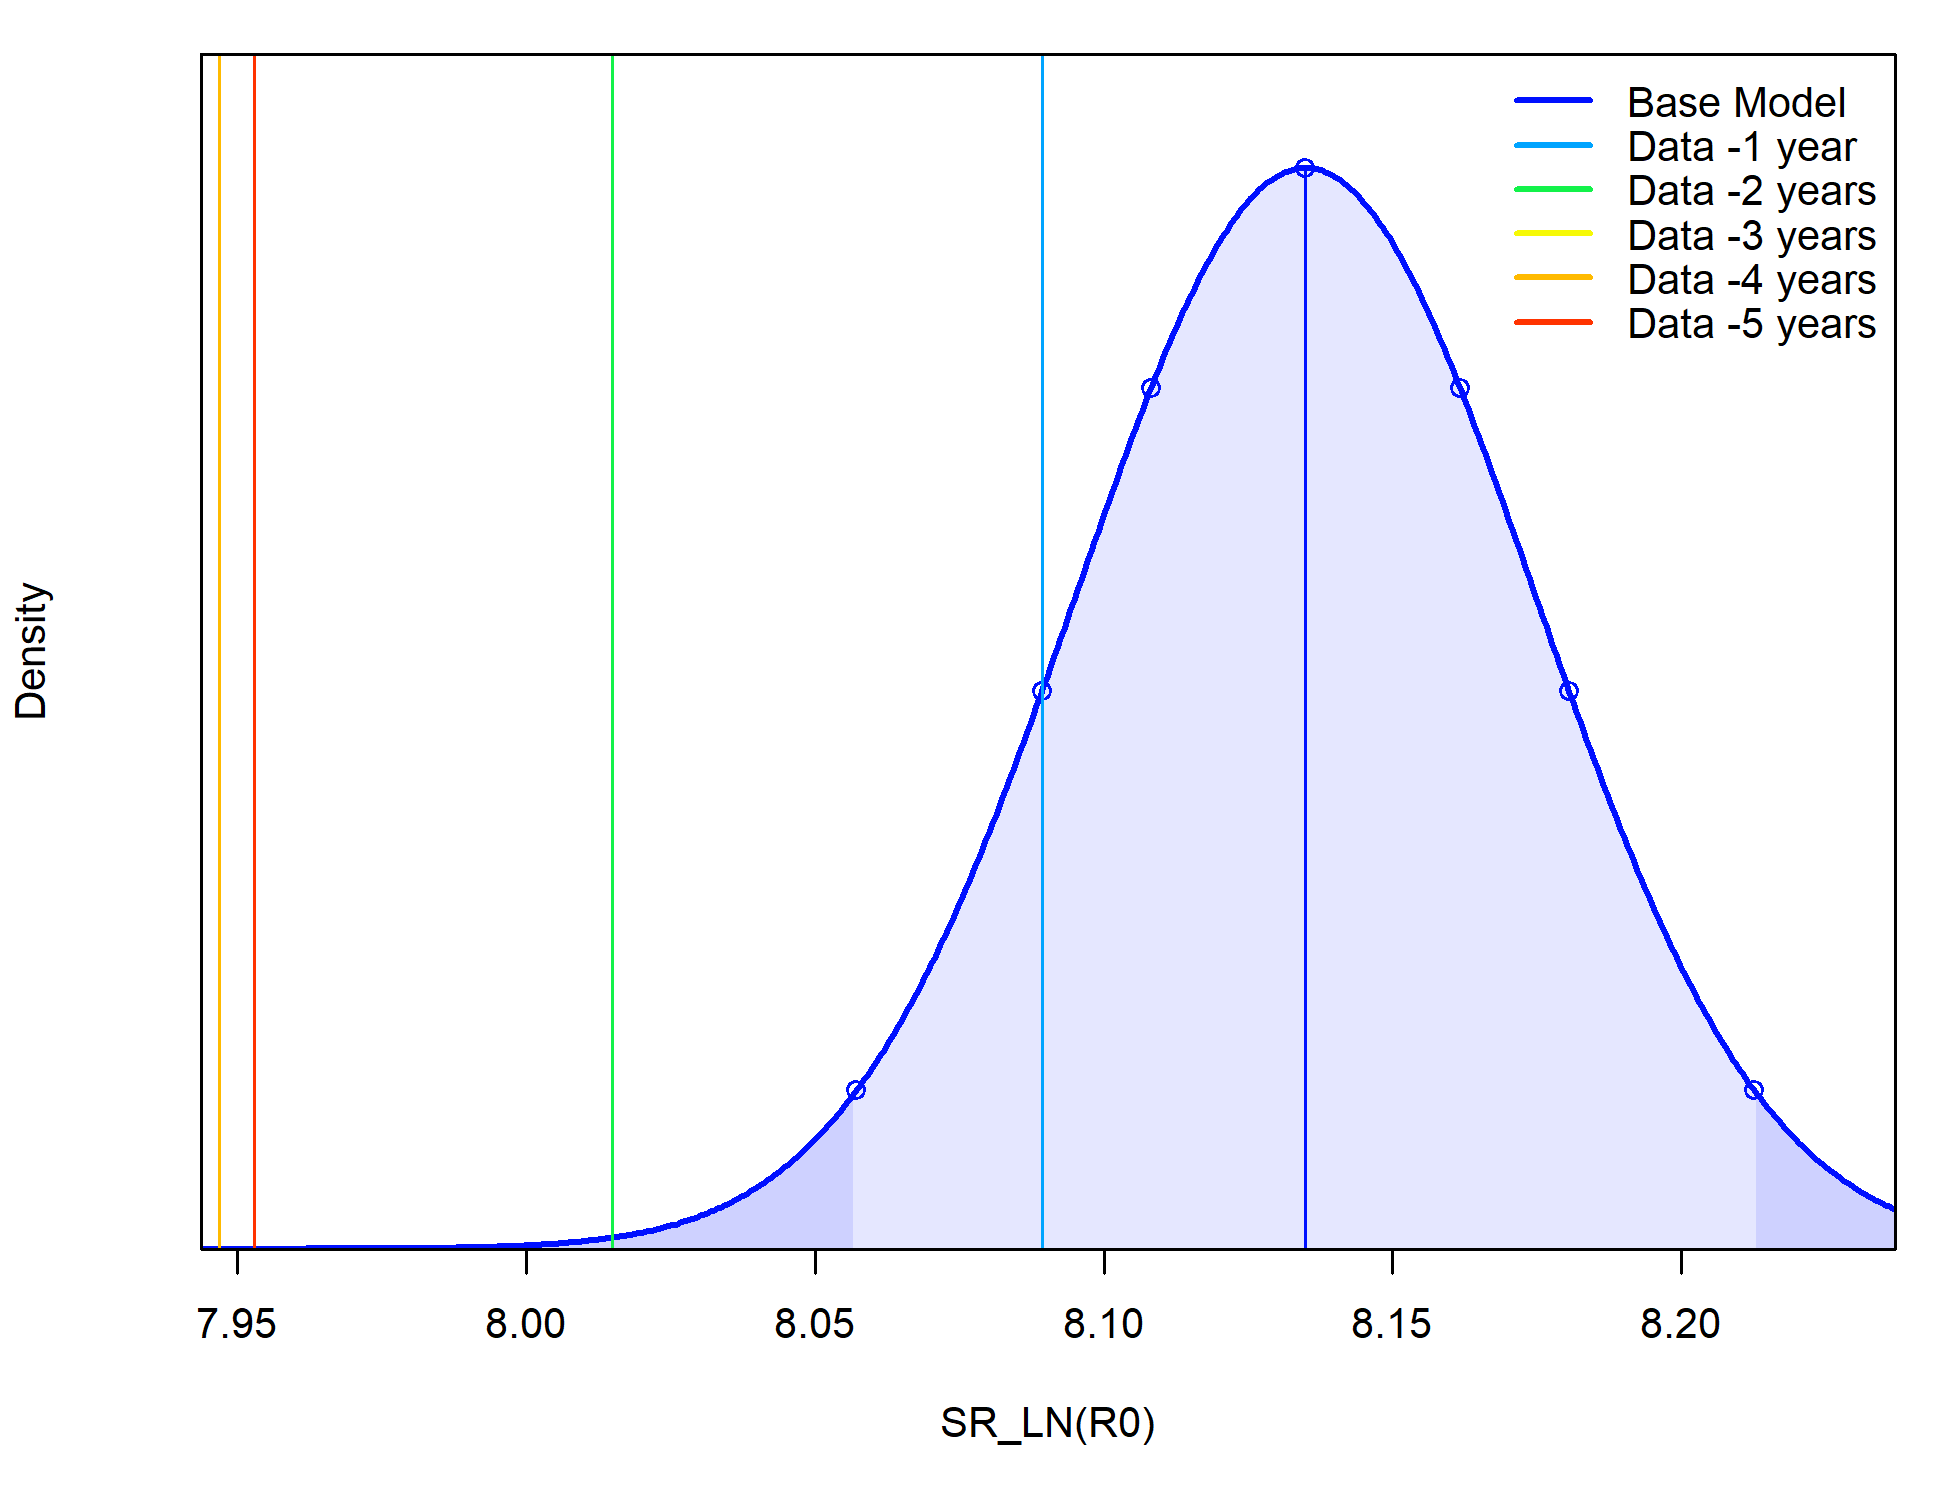 Base Model
Data -1 year
Data -2 years
Data -3 years
Data -4 years
Data -5 years
Density
7.95 8.00 8.05 8.10 8.15 8.20
SR_LN(R0)